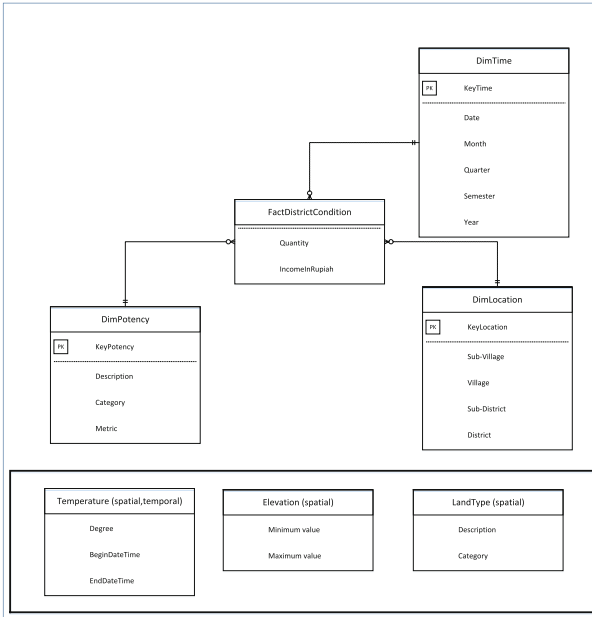 DimTime
PK KeyTime
Date
Month
Quarter
Semester
Year
FactDistrictCondition
Quantity
IncomeInRupiah
DimPotency
PK KeyPotency
Description
Category
Metric
DimLocation
PK KeyLocation
Sub-Village
Village
Sub-District
District
Temperature (spatial,temporal)
Degree
BeginDateTime
EndDateTime
Elevation (spatial)
Minimum value
Maximum value
LandType (spatial)
Description
Category